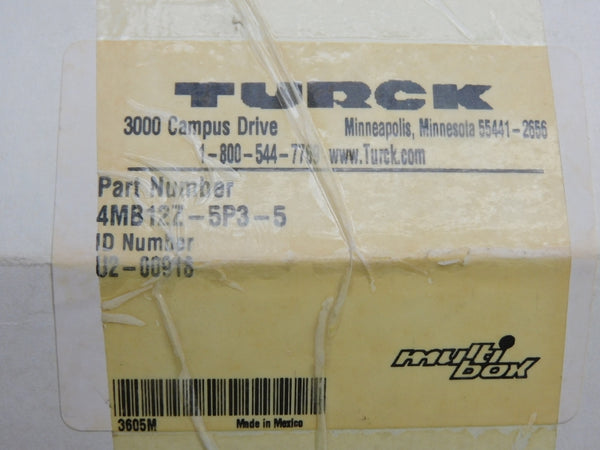 TURCK
3000 Campus Drive Minneapolis, Minnesota 55441-2656
1-800-544-7769 www.Turck.com
Part Number
4MB12Z-5P3-5
ID Number
U2-00916
multi
box
3605M Made in Mexico